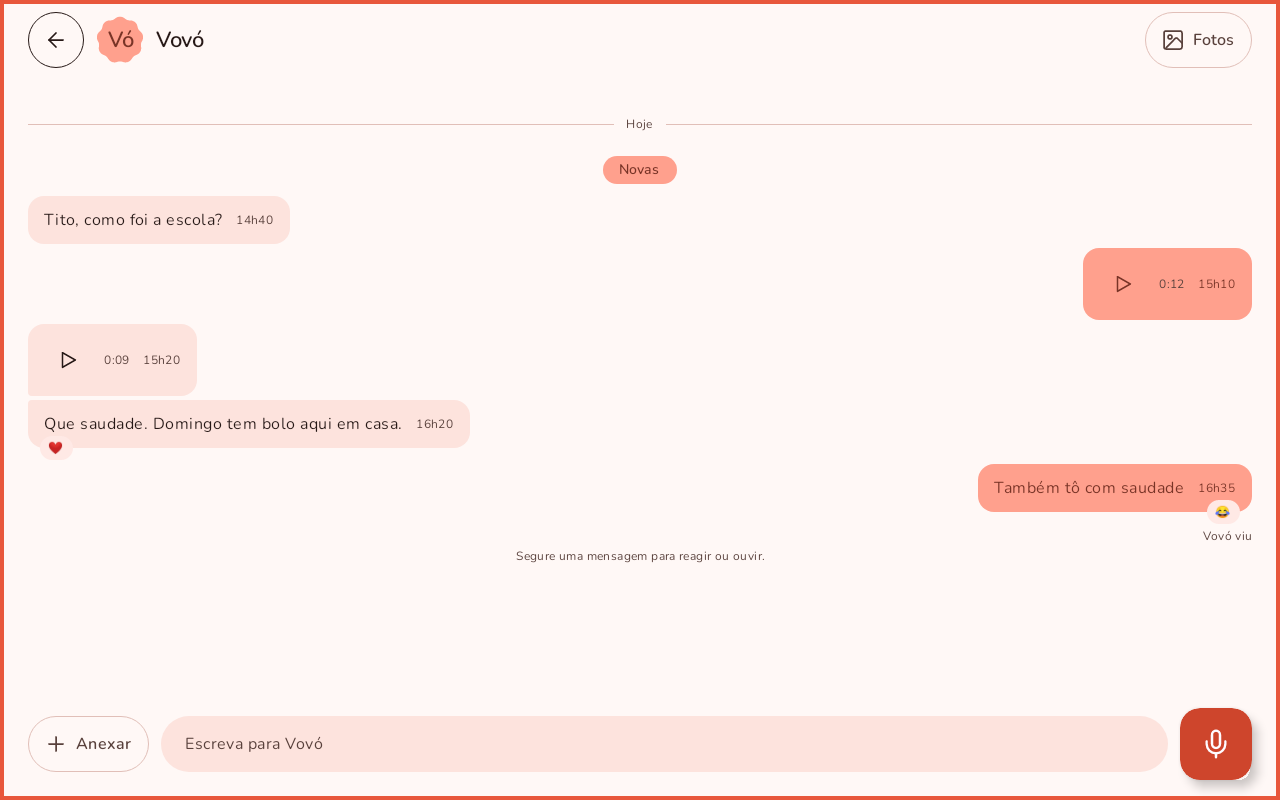 Vó Vovó
Fotos
Hoje
Novas
Tito, como foi a escola? 14h40
0:12 15h10
0:09 15h20
Que saudade. Domingo tem bolo aqui em casa. 16h20
❤️
Também tô com saudade 16h35
😂
Vovó viu
Segure uma mensagem para reagir ou ouvir.
Anexar
Escreva para Vovó